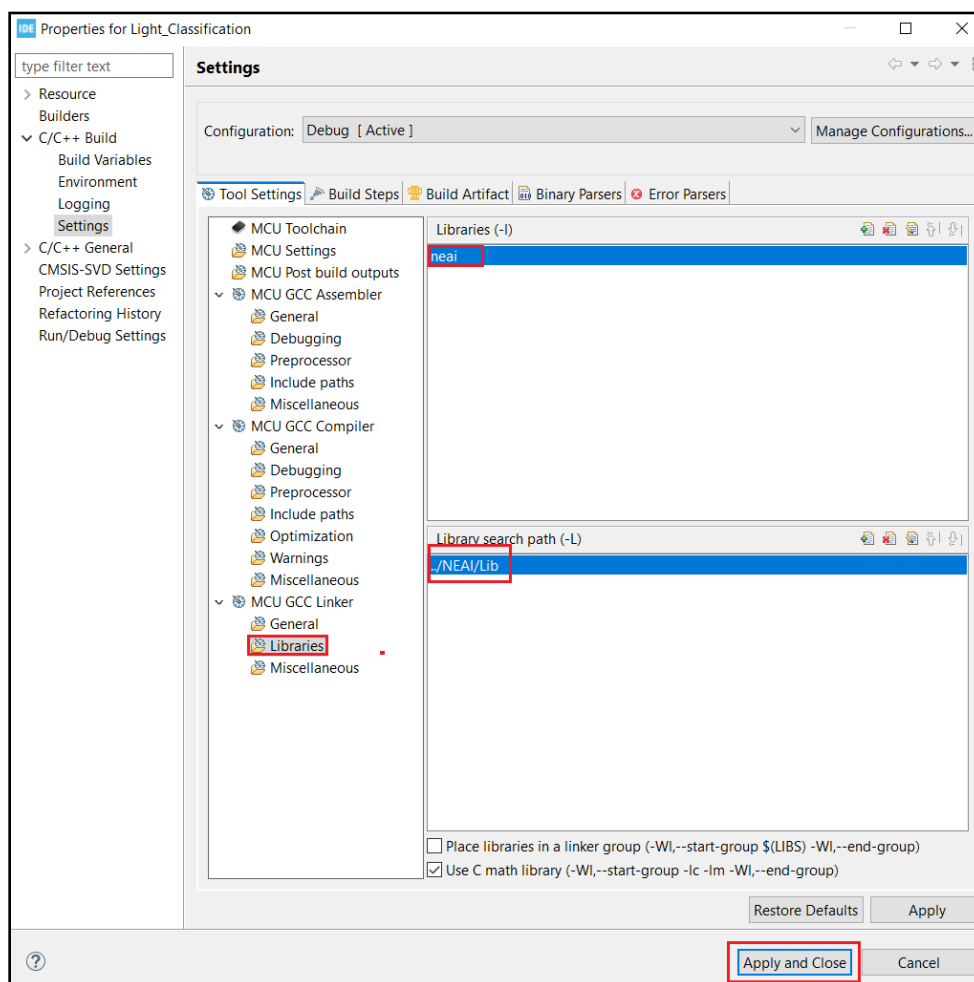 IDE Properties for Light_Classification
type filter text
Resource
Builders
C/C++ Build
Build Variables
Environment
Logging
Settings
C/C++ General
CMSIS-SVD Settings
Project References
Refactoring History
Run/Debug Settings
Settings
Configuration: Debug [ Active ]
Manage Configurations...
Tool Settings Build Steps Build Artifact Binary Parsers Error Parsers
MCU Toolchain
MCU Settings
MCU Post build outputs
MCU GCC Assembler
General
Debugging
Preprocessor
Include paths
Miscellaneous
MCU GCC Compiler
General
Debugging
Preprocessor
Include paths
Optimization
Warnings
Miscellaneous
MCU GCC Linker
General
Libraries
Miscellaneous
Libraries (-l)
neai
Library search path (-L)
../NEAI/Lib
Place libraries in a linker group (-Wl,--start-group $(LIBS) -Wl,--end-group)
Use C math library (-Wl,--start-group -lc -lm -Wl,--end-group)
Restore Defaults Apply
? Apply and Close Cancel